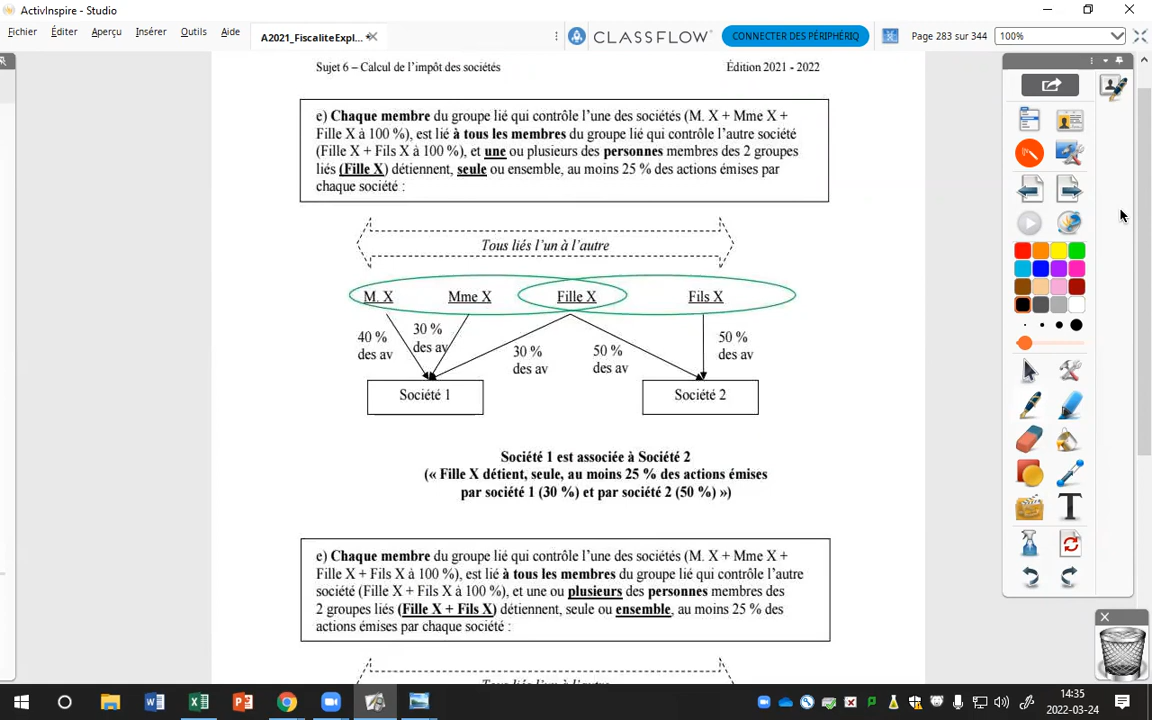 ActivInspire - Studio
Fichier Éditer Aperçu Insérer Outils Aide
A2021_FiscaliteExpl...
CLASSFLOW
CONNECTER DES PÉRIPHÉRIQ
Page 283 sur 344
100%
Sujet 6 – Calcul de l'impôt des sociétés Édition 2021 - 2022
e) Chaque membre du groupe lié qui contrôle l'une des sociétés (M. X + Mme X +
Fille X à 100 %), est lié à tous les membres du groupe lié qui contrôle l'autre société
(Fille X + Fils X à 100 %), et une ou plusieurs des personnes membres des 2 groupes
liés (Fille X) détiennent, seule ou ensemble, au moins 25 % des actions émises par
chaque société :
Tous liés l'un à l'autre
M. X Mme X Fille X Fils X
40 %
des av
30 %
des av
30 %
des av
50 %
des av
50 %
des av
Société 1 Société 2
Société 1 est associée à Société 2
(« Fille X détient, seule, au moins 25 % des actions émises
par société 1 (30 %) et par société 2 (50 %) »)
e) Chaque membre du groupe lié qui contrôle l'une des sociétés (M. X + Mme X +
Fille X + Fils X à 100 %), est lié à tous les membres du groupe lié qui contrôle l'autre
société (Fille X + Fils X à 100 %), et une ou plusieurs des personnes membres des
2 groupes liés (Fille X + Fils X) détiennent, seule ou ensemble, au moins 25 % des
actions émises par chaque société :
Tous liés l'un à l'autre
14:35
2022-03-24